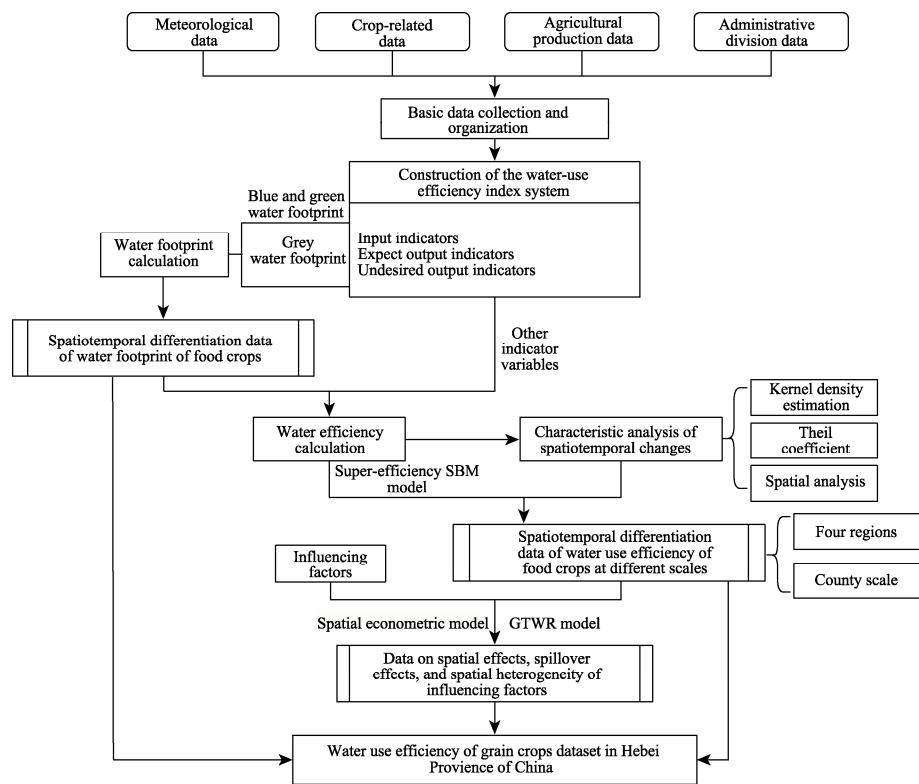 Meteorological
data
Crop-related
data
Agricultural
production data
Administrative
division data
Basic data collection and
organization
Construction of the water-use
efficiency index system
Blue and green
water footprint
Grey
water footprint
Input indicators
Expect output indicators
Undesired output indicators
Water footprint
calculation
Spatiotemporal differentiation data
of water footprint of food crops
Other
indicator
variables
Water efficiency
calculation
Characteristic analysis of
spatiotemporal changes
Kernel density
estimation
Theil
coefficient
Spatial analysis
Super-efficiency SBM
model
Spatiotemporal differentiation
data of water use efficiency of
food crops at different scales
Four regions
County scale
Influencing
factors
Spatial econometric model
GTWR model
Data on spatial effects, spillover
effects, and spatial heterogeneity of
influencing factors
Water use efficiency of grain crops dataset in Hebei
Provience of China